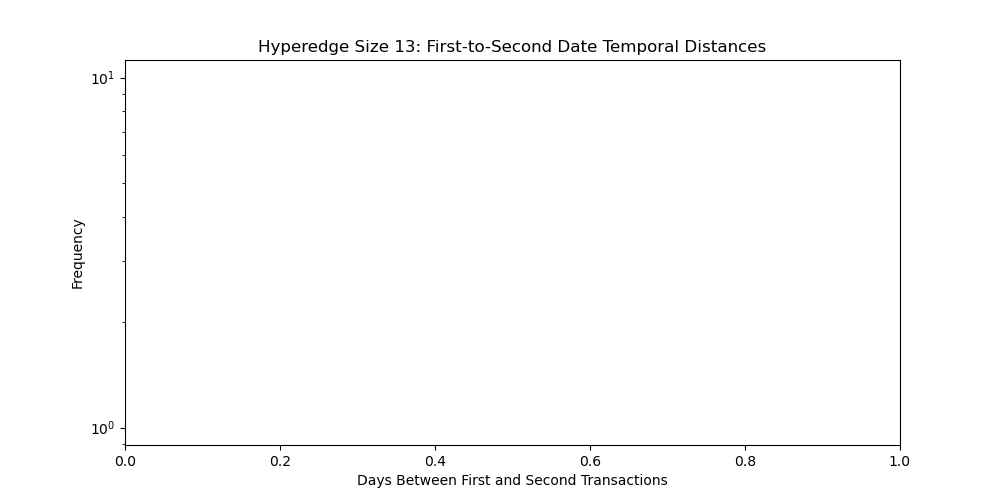 Hyperedge Size 13: First-to-Second Date Temporal Distances
10¹
10⁰
Frequency
0.0 0.2 0.4 0.6 0.8 1.0
Days Between First and Second Transactions